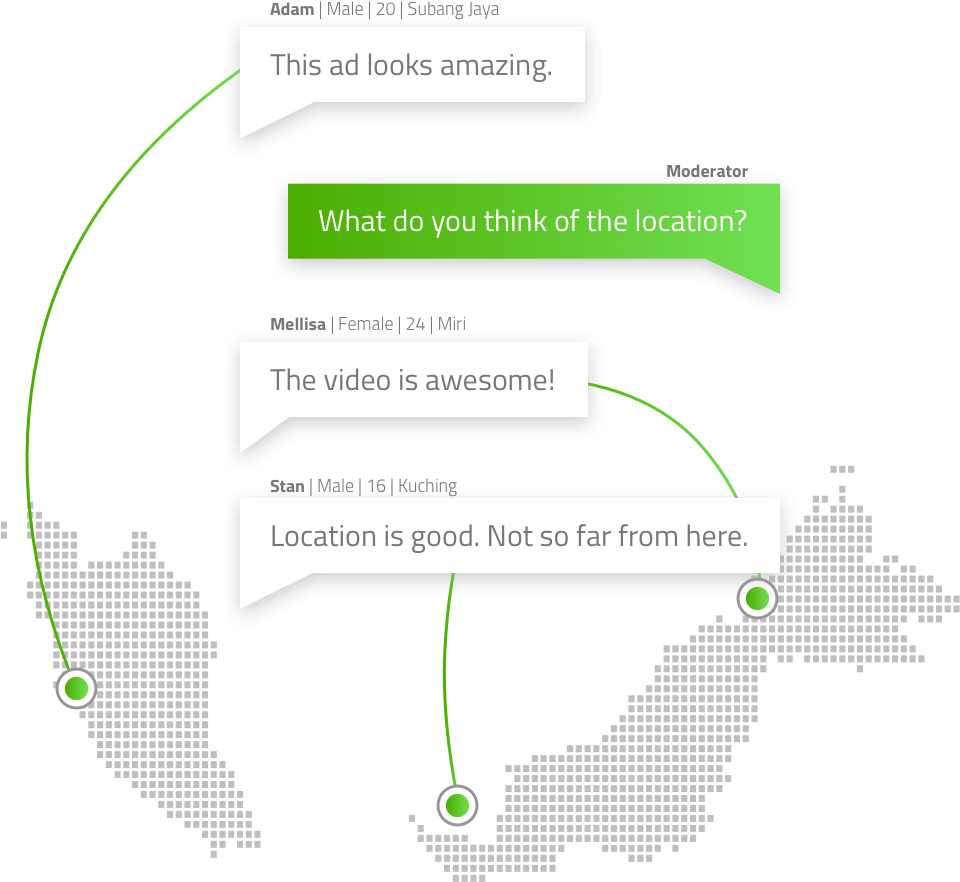 Adam | Male | 20 | Subang Jaya
This ad looks amazing.
Moderator
What do you think of the location?
Mellisa | Female | 24 | Miri
The video is awesome!
Stan | Male | 16 | Kuching
Location is good. Not so far from here.